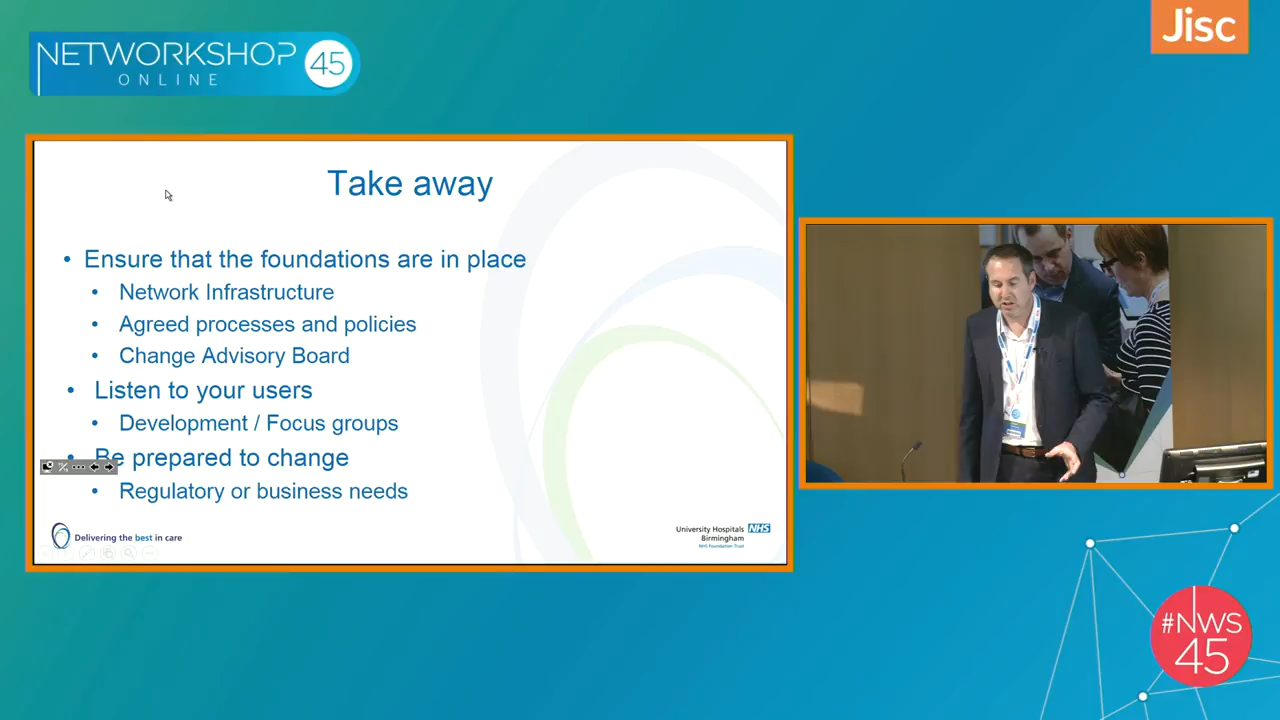 NETWORKSHOP 45
ONLINE
Jisc
Take away
• Ensure that the foundations are in place
• Network Infrastructure
• Agreed processes and policies
• Change Advisory Board
• Listen to your users
• Development / Focus groups
• Be prepared to change
• Regulatory or business needs
Delivering the best in care
University Hospitals NHS
Birmingham
NHS Foundation Trust
#NWS
45